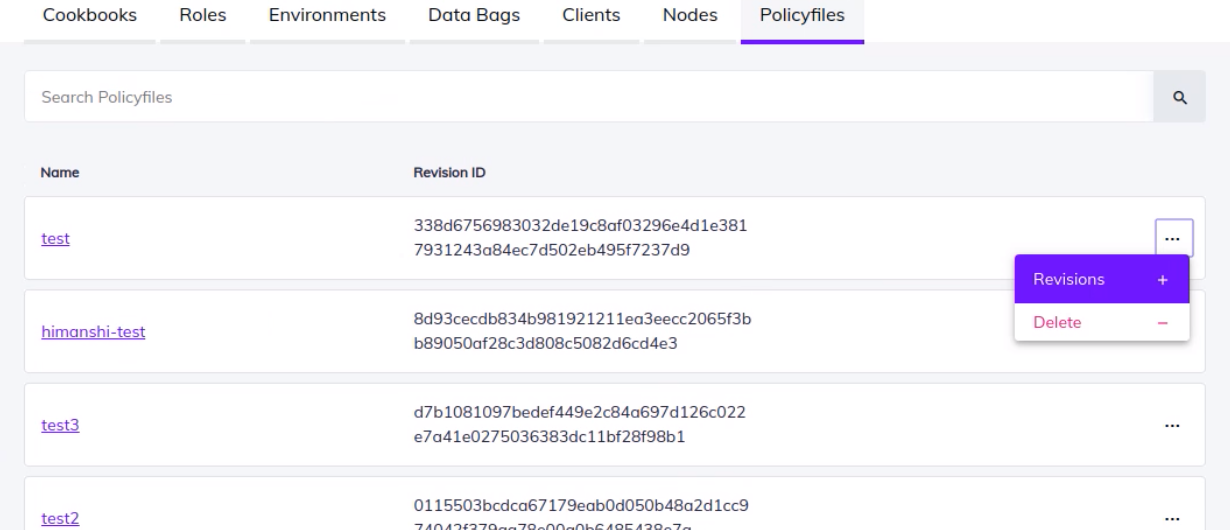 Cookbooks Roles Environments Data Bags Clients Nodes Policyfiles
Search Policyfiles
Name Revision ID
test 338d6756983032de19c8af03296e4d1e381
7931243a84ec7d502eb495f7237d9
Revisions +
Delete −
himanshi-test 8d93cecdb834b981921211ea3eecc2065f3b
b89050af28c3d808c5082d6cd4e3
test3 d7b1081097bedef449e2c84a697d126c022
e7a41e0275036383dc11bf28f98b1
test2 0115503bcdca67179eab0d050b48a2d1cc9